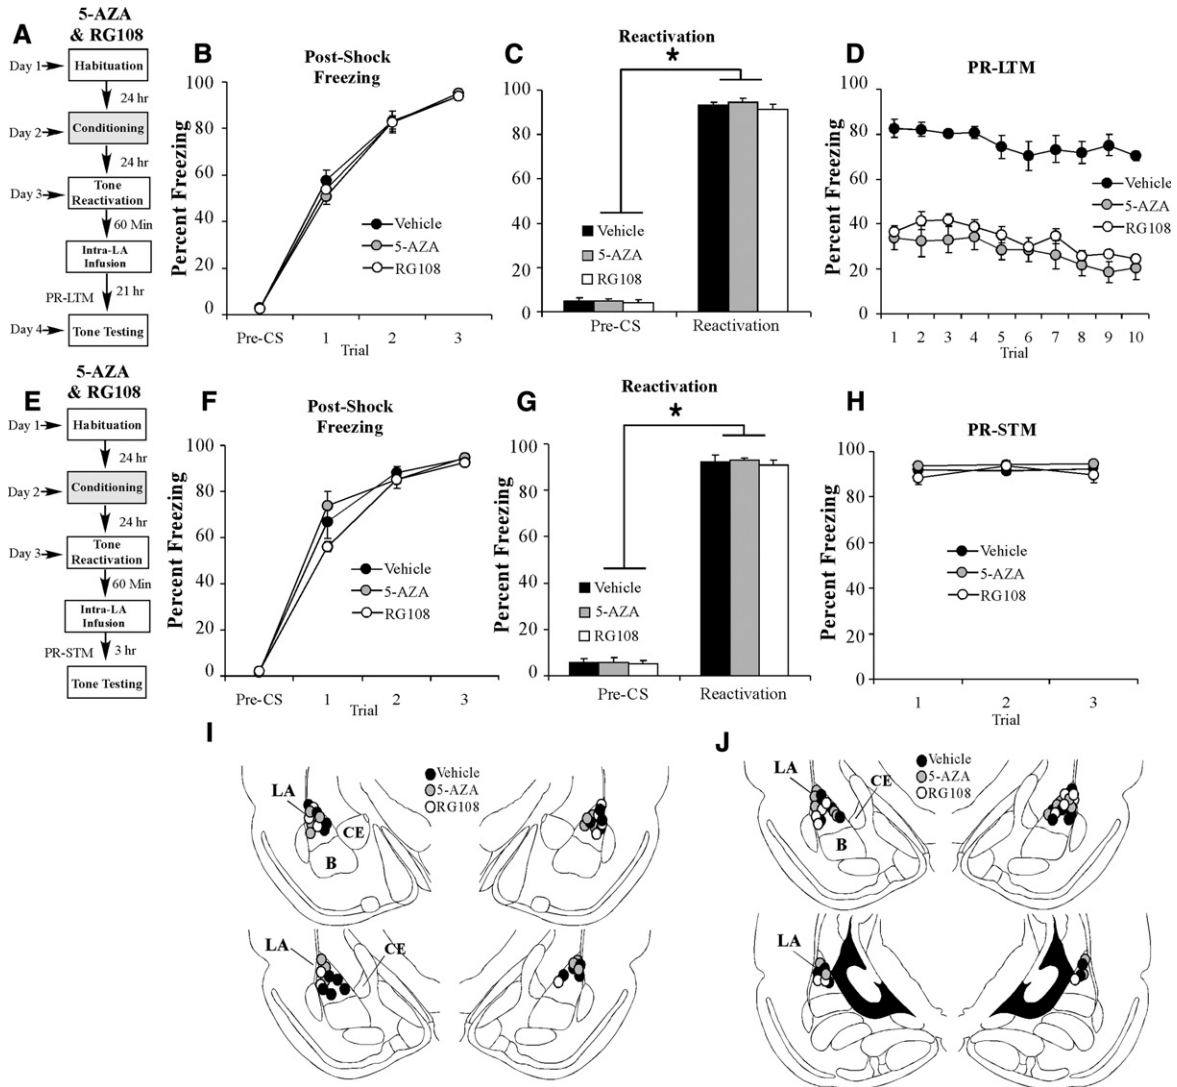 A
5-AZA
& RG108
Day 1
Habituation
24 hr
Day 2
Conditioning
24 hr
Day 3
Tone
Reactivation
60 Min
Intra-LA
Infusion
PR-LTM
21 hr
Day 4
Tone Testing
B
Post-Shock
Freezing
Percent Freezing
100
80
60
40
20
0
Vehicle
5-AZA
RG108
Pre-CS
1
2
3
Trial
C
Reactivation
*
Percent Freezing
100
80
60
40
20
0
Vehicle
5-AZA
RG108
Pre-CS
Reactivation
D
PR-LTM
Percent Freezing
100
80
60
40
20
0
Vehicle
5-AZA
RG108
1 2 3 4 5 6 7 8 9 10
Trial
E
5-AZA
& RG108
Day 1
Habituation
24 hr
Day 2
Conditioning
24 hr
Day 3
Tone
Reactivation
60 Min
Intra-LA
Infusion
PR-STM
3 hr
Tone Testing
F
Post-Shock
Freezing
Percent Freezing
100
80
60
40
20
0
Vehicle
5-AZA
RG108
Pre-CS
1
2
3
Trial
G
Reactivation
*
Percent Freezing
100
80
60
40
20
0
Vehicle
5-AZA
RG108
Pre-CS
Reactivation
H
PR-STM
Percent Freezing
100
80
60
40
20
0
Vehicle
5-AZA
RG108
1
2
3
Trial
I
Vehicle
5-AZA
RG108
LA
CE
B
LA
CE
J
Vehicle
5-AZA
RG108
LA
CE
B
LA